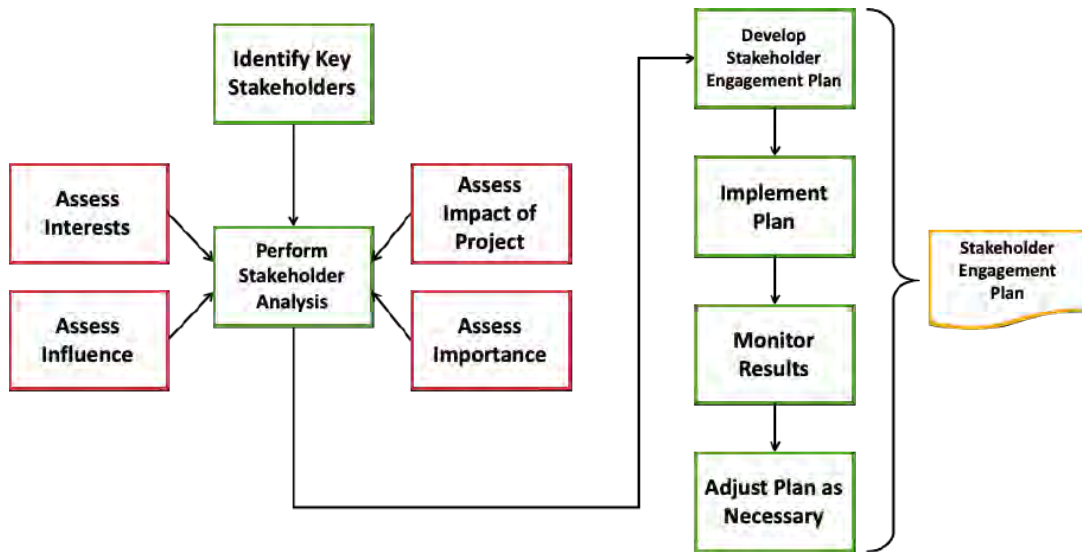 Identify Key
Stakeholders
Assess
Interests
Assess
Impact of
Project
Perform
Stakeholder
Analysis
Assess
Influence
Assess
Importance
Develop
Stakeholder
Engagement Plan
Implement
Plan
Monitor
Results
Adjust Plan as
Necessary
Stakeholder
Engagement
Plan